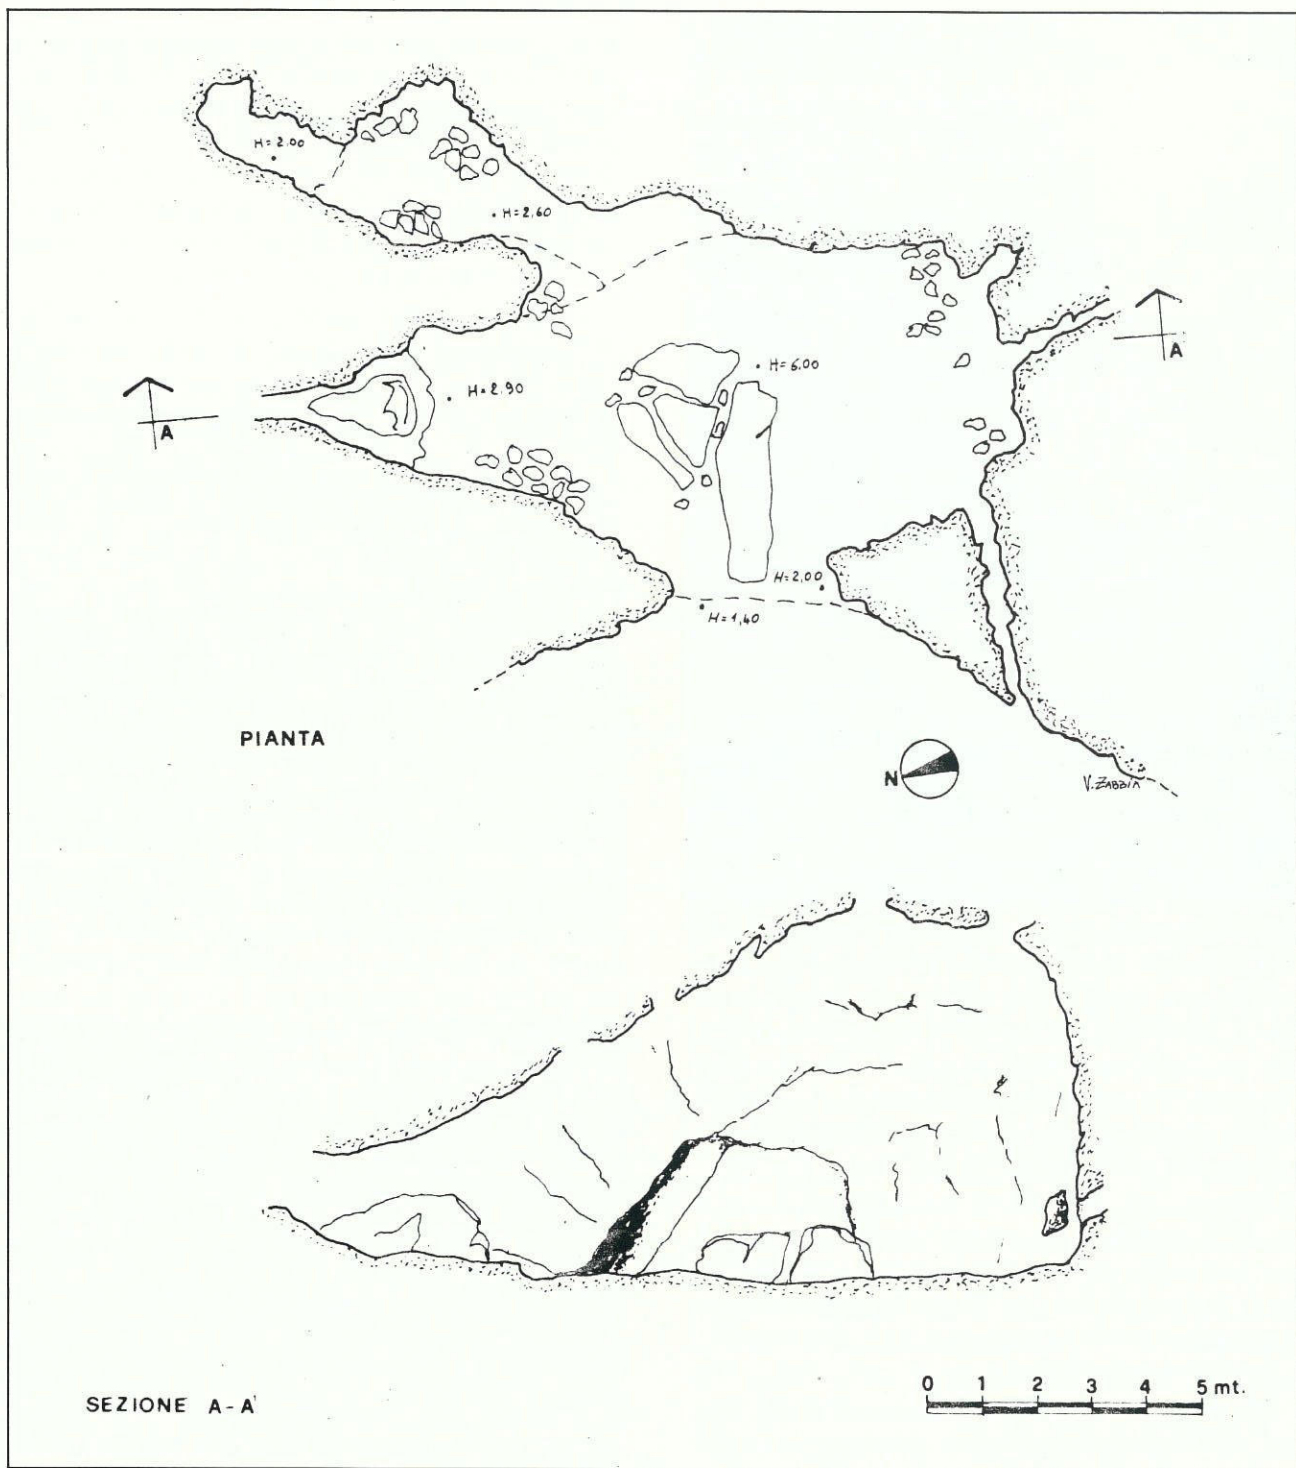 H=2.00
H=2,60
A
H=6.00
H=2.90
A
H=2,00
H=1,40
PIANTA
N
V. ZABBIA
0 1 2 3 4 5 mt.
SEZIONE A-A'